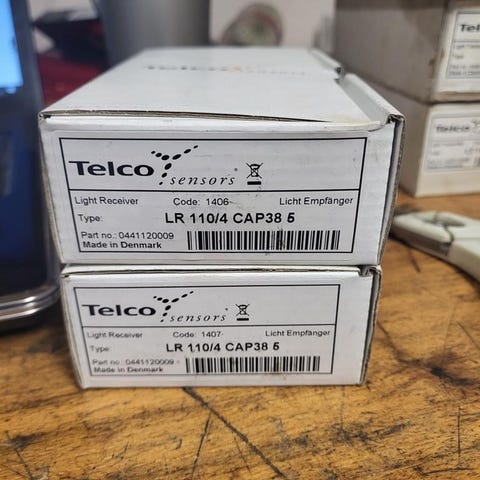 Telco
sensors
Light Receiver Code: 1406- Licht Empfänger
Type: LR 110/4 CAP38 5
Part no.: 0441120009
Made in Denmark
Telco
sensors
Light Receiver Code: 1407- Licht Empfänger
Type: LR 110/4 CAP38 5
Part no.: 0441120009
Made in Denmark
Telco
Telco